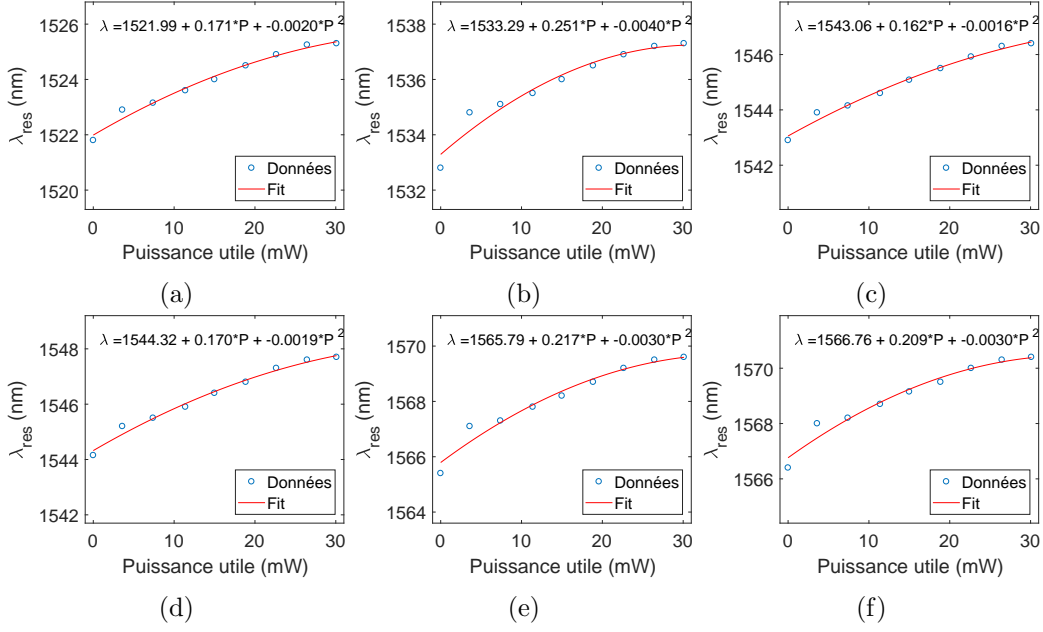 λ =1521.99 + 0.171*P + -0.0020*P 2
1526
1524
1522
1520
λres (nm)
Données
Fit
0 10 20 30
Puissance utile (mW)
(a)
λ =1533.29 + 0.251*P + -0.0040*P 2
1538
1536
1534
1532
λres (nm)
Données
Fit
0 10 20 30
Puissance utile (mW)
(b)
λ =1543.06 + 0.162*P + -0.0016*P 2
1546
1544
1542
λres (nm)
Données
Fit
0 10 20 30
Puissance utile (mW)
(c)
λ =1544.32 + 0.170*P + -0.0019*P 2
1548
1546
1544
1542
λres (nm)
Données
Fit
0 10 20 30
Puissance utile (mW)
(d)
λ =1565.79 + 0.217*P + -0.0030*P 2
1570
1568
1566
1564
λres (nm)
Données
Fit
0 10 20 30
Puissance utile (mW)
(e)
λ =1566.76 + 0.209*P + -0.0030*P 2
1570
1568
1566
λres (nm)
Données
Fit
0 10 20 30
Puissance utile (mW)
(f)